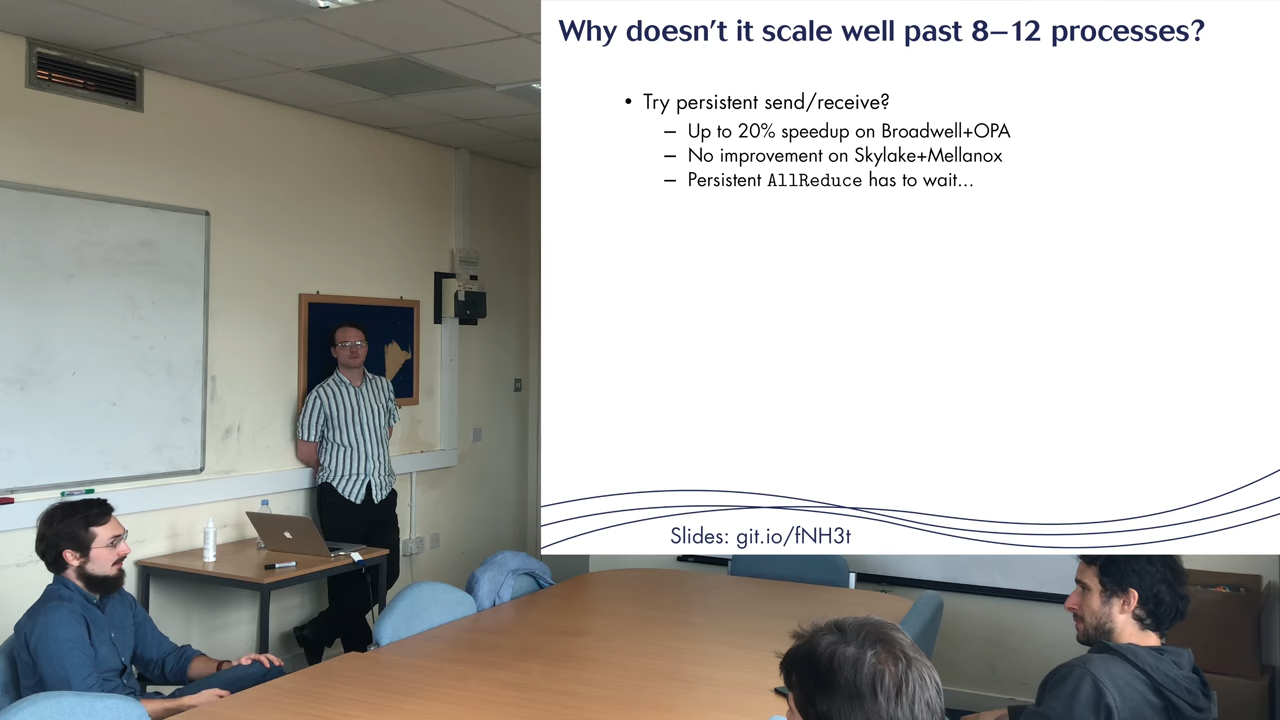 Why doesn't it scale well past 8–12 processes?
• Try persistent send/receive?
– Up to 20% speedup on Broadwell+OPA
– No improvement on Skylake+Mellanox
– Persistent AllReduce has to wait...
Slides: git.io/fNH3t